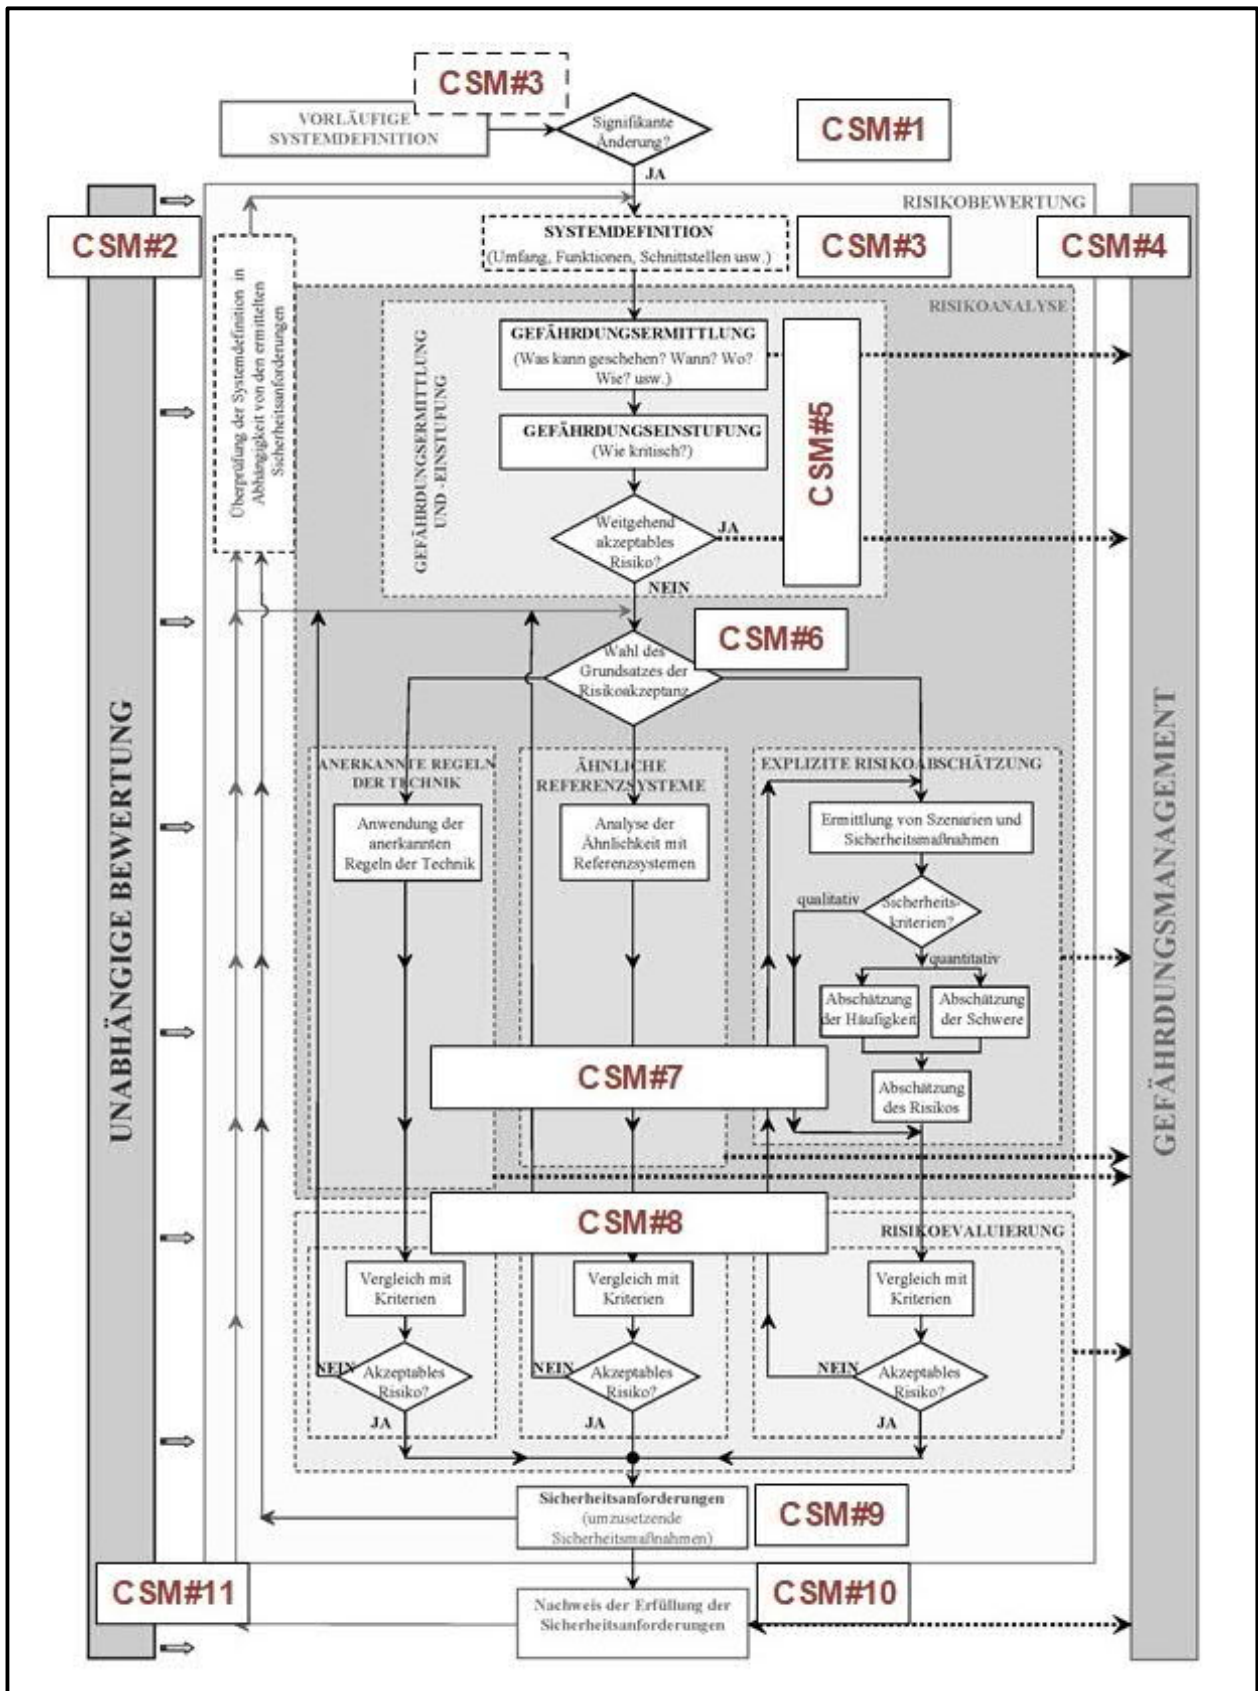 CSM#3
VORLÄUFIGE
SYSTEMDEFINITION
Signifikante
Änderung?
CSM#1
JA
RISIKOBEWERTUNG
CSM#2
SYSTEMDEFINITION
(Umfang, Funktionen, Schnittstellen usw.)
CSM#3
CSM#4
Überprüfung der Systemdefinition in
Abhängigkeit von den ermittelten
Sicherheitsanforderungen
RISIKOANALYSE
GEFÄHRDUNGSERMITTLUNG
UND -EINSTUFUNG
GEFÄHRDUNGSERMITTLUNG
(Was kann geschehen? Wann? Wo?
Wie? usw.)
CSM#5
GEFÄHRDUNGSEINSTUFUNG
(Wie kritisch?)
Weitgehend
akzeptables
Risiko?
JA
NEIN
CSM#6
Wahl des
Grundsatzes der
Risikoakzeptanz
UNABHÄNGIGE BEWERTUNG
GEFÄHRDUNGSMANAGEMENT
ANERKANNTE REGELN
DER TECHNIK
ÄHNLICHE
REFERENZSYSTEME
EXPLIZITE RISIKOABSCHÄTZUNG
Anwendung der
anerkannten
Regeln der Technik
Analyse der
Ähnlichkeit mit
Referenzsystemen
Ermittlung von Szenarien und
Sicherheitsmaßnahmen
qualitativ
Sicherheits-
kriterien?
quantitativ
Abschätzung
der Häufigkeit
Abschätzung
der Schwere
CSM#7
Abschätzung
des Risikos
CSM#8
RISIKOEVALUIERUNG
Vergleich mit
Kriterien
Vergleich mit
Kriterien
Vergleich mit
Kriterien
NEIN
Akzeptables
Risiko?
NEIN
Akzeptables
Risiko?
NEIN
Akzeptables
Risiko?
JA
JA
JA
Sicherheitsanforderungen
(umzusetzende
Sicherheitsmaßnahmen)
CSM#9
CSM#11
Nachweis der Erfüllung der
Sicherheitsanforderungen
CSM#10